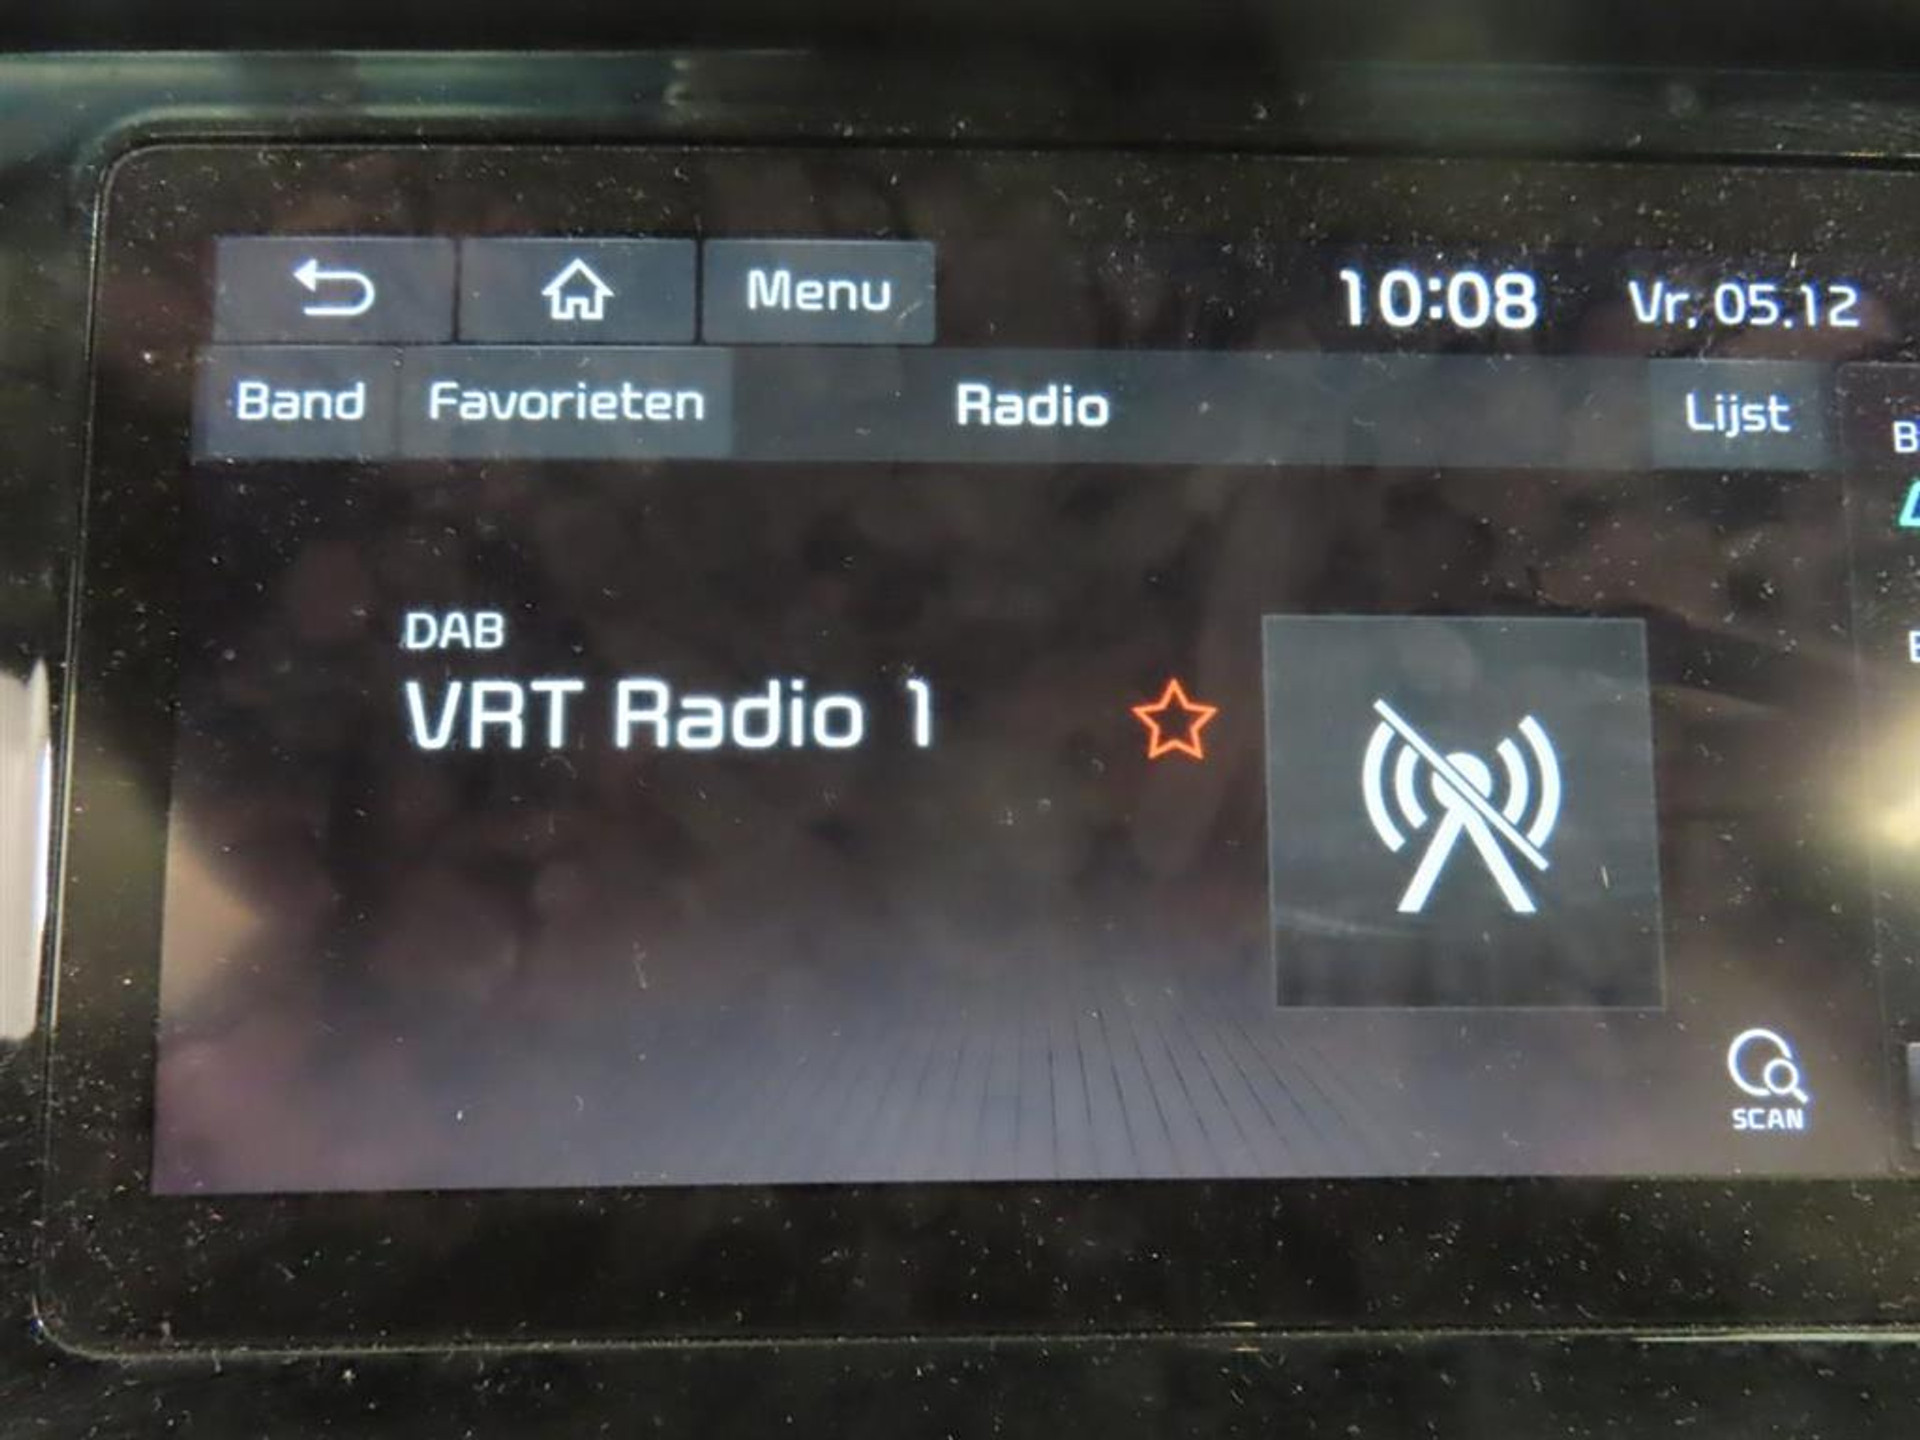 Menu
10:08
Vr, 05.12
Band
Favorieten
Radio
Lijst
DAB
VRT Radio 1
SCAN